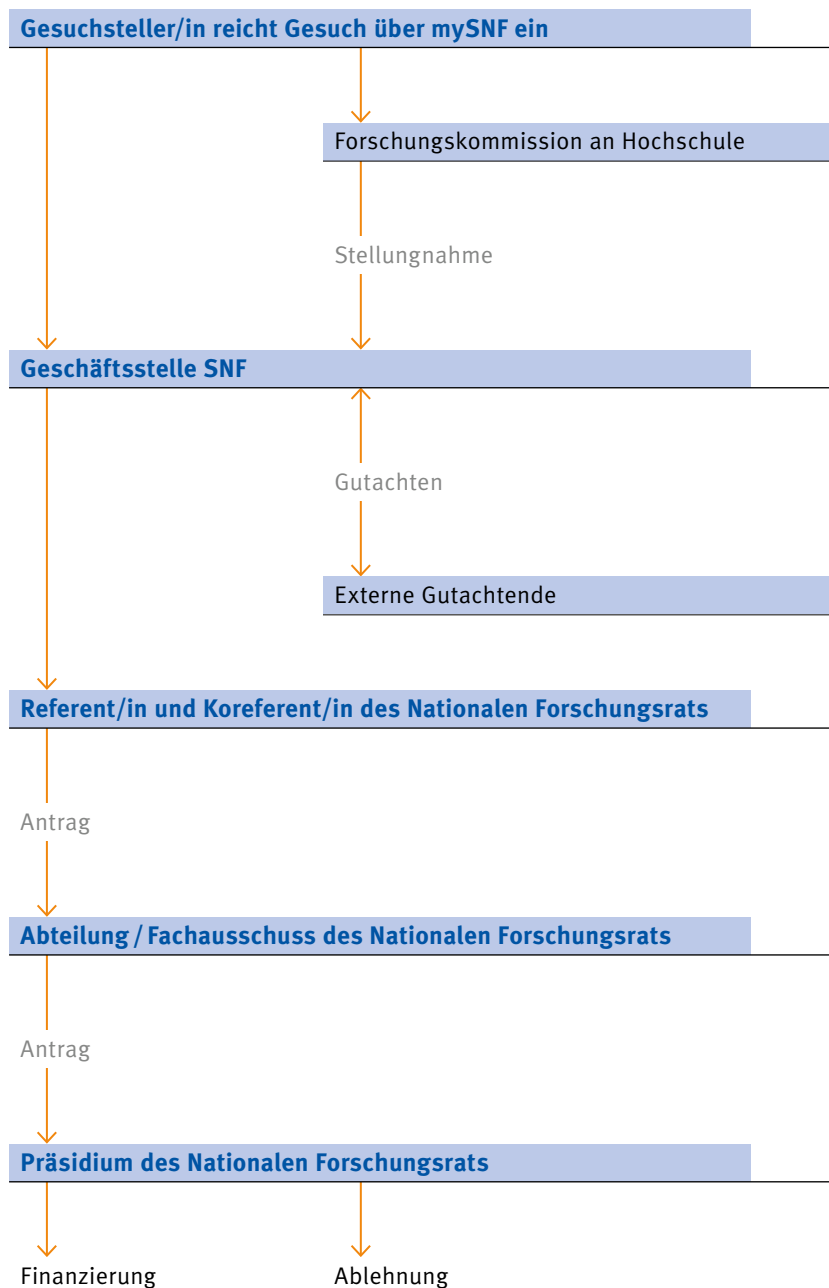 Gesuchsteller/in reicht Gesuch über mySNF ein
Forschungskommission an Hochschule
Stellungnahme
Geschäftsstelle SNF
Gutachten
Externe Gutachtende
Referent/in und Koreferent/in des Nationalen Forschungsrats
Antrag
Abteilung / Fachausschuss des Nationalen Forschungsrats
Antrag
Präsidium des Nationalen Forschungsrats
Finanzierung
Ablehnung